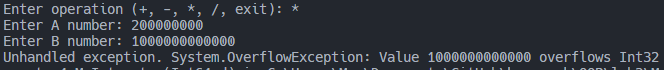 Enter operation (+, -, *, /, exit): *
Enter A number: 200000000
Enter B number: 1000000000000
Unhandled exception. System.OverflowException: Value 1000000000000 overflows Int32